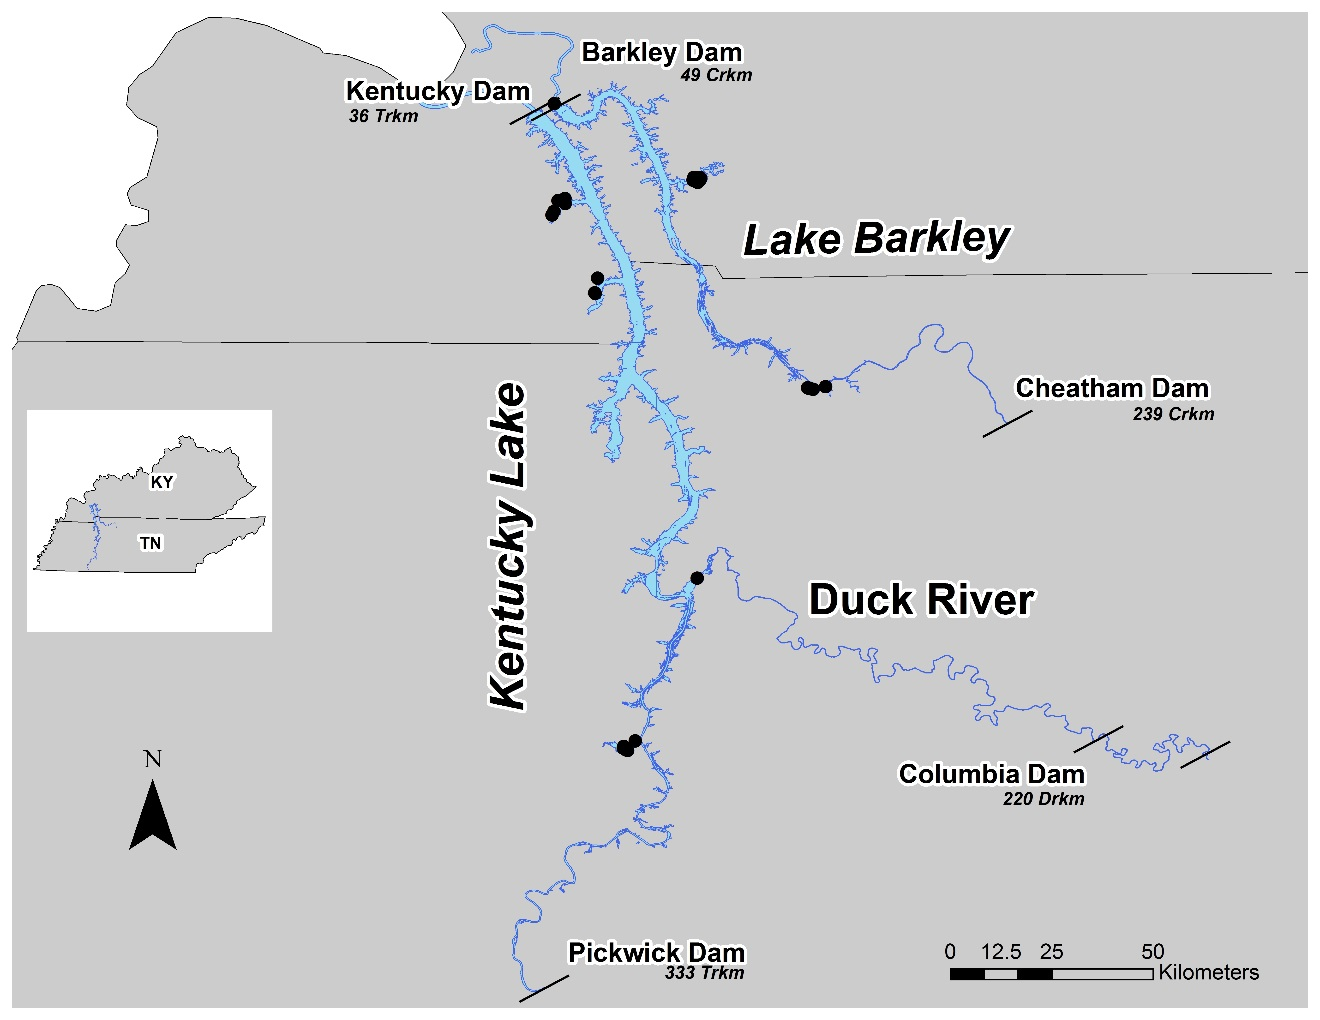 Barkley Dam
49 Crkm
Kentucky Dam
36 Trkm
Lake Barkley
Cheatham Dam
239 Crkm
Kentucky Lake
KY
TN
Duck River
N
Columbia Dam
220 Drkm
Pickwick Dam
333 Trkm
0 12.5 25 50
Kilometers